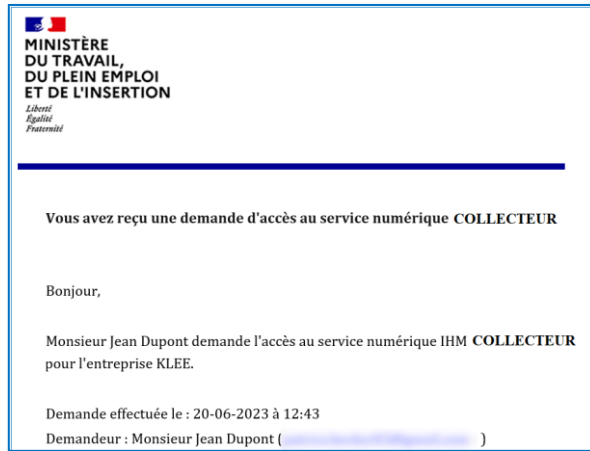 MINISTÈRE
DU TRAVAIL,
DU PLEIN EMPLOI
ET DE L'INSERTION
Liberté
Égalité
Fraternité
Vous avez reçu une demande d'accès au service numérique COLLECTEUR
Bonjour,
Monsieur Jean Dupont demande l'accès au service numérique IHM COLLECTEUR
pour l'entreprise KLEE.
Demande effectuée le : 20-06-2023 à 12:43
Demandeur : Monsieur Jean Dupont ( )